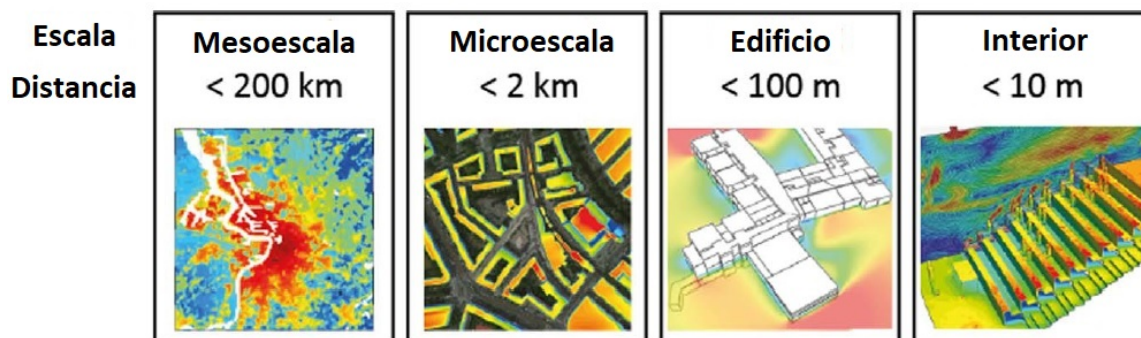 Escala
Distancia
Mesoescala
< 200 km
Microescala
< 2 km
Edificio
< 100 m
Interior
< 10 m